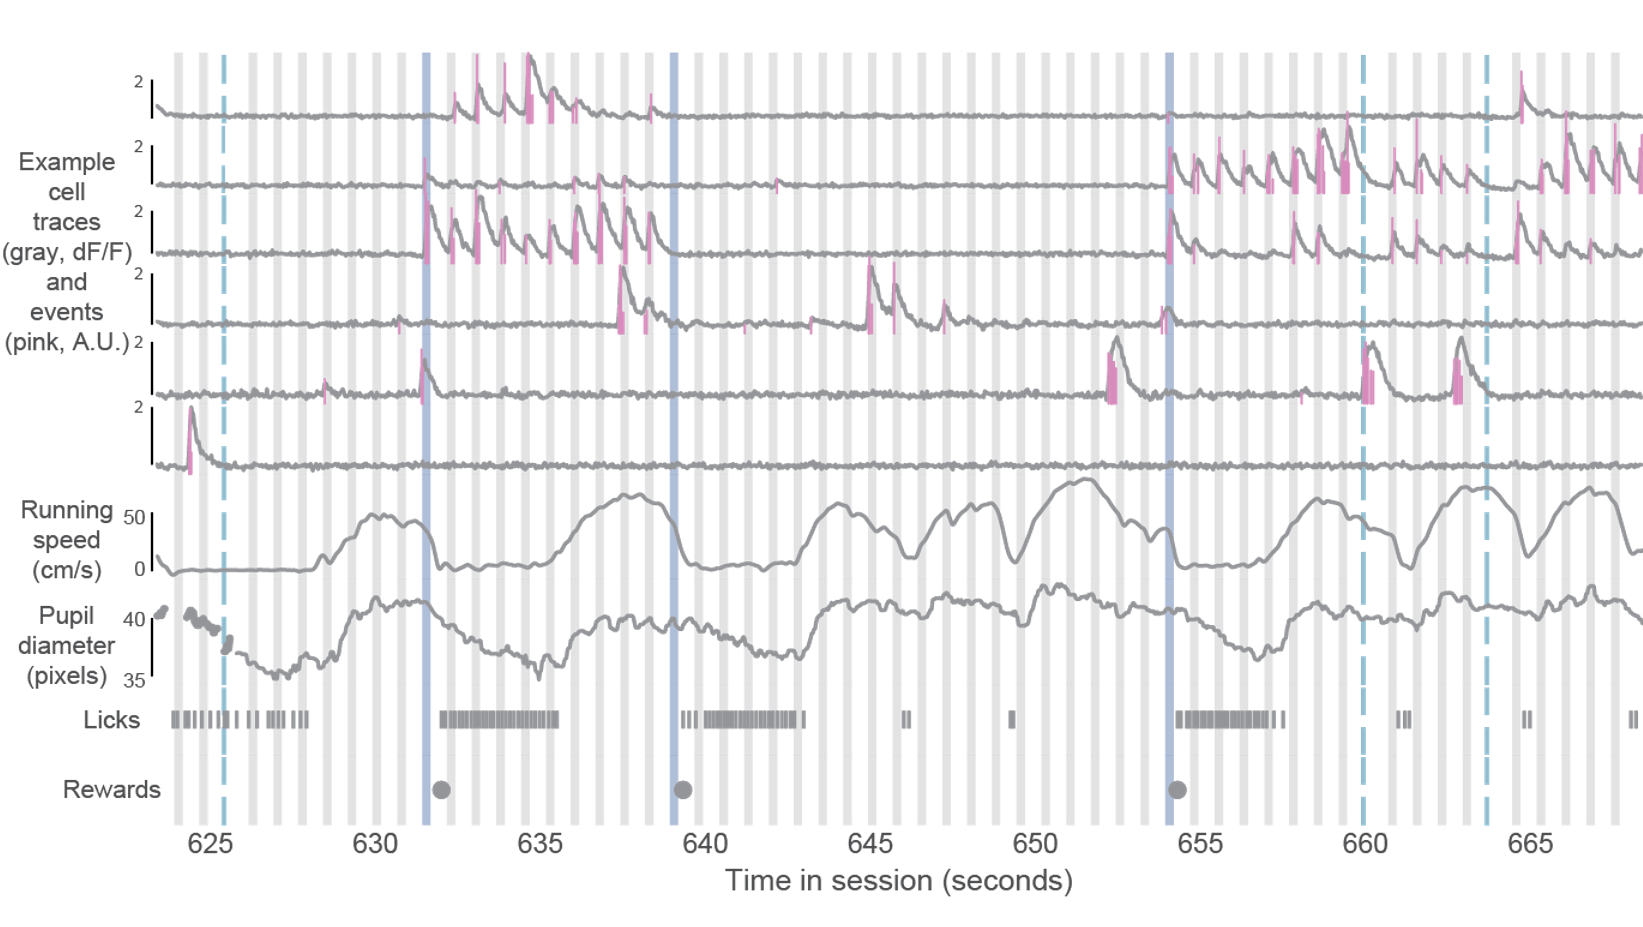 2
2
2
2
2
2
Example
cell
traces
(gray, dF/F)
and
events
(pink, A.U.)
Running
speed
(cm/s)
50
0
Pupil
diameter
(pixels)
40
35
Licks
Rewards
625 630 635 640 645 650 655 660 665
Time in session (seconds)